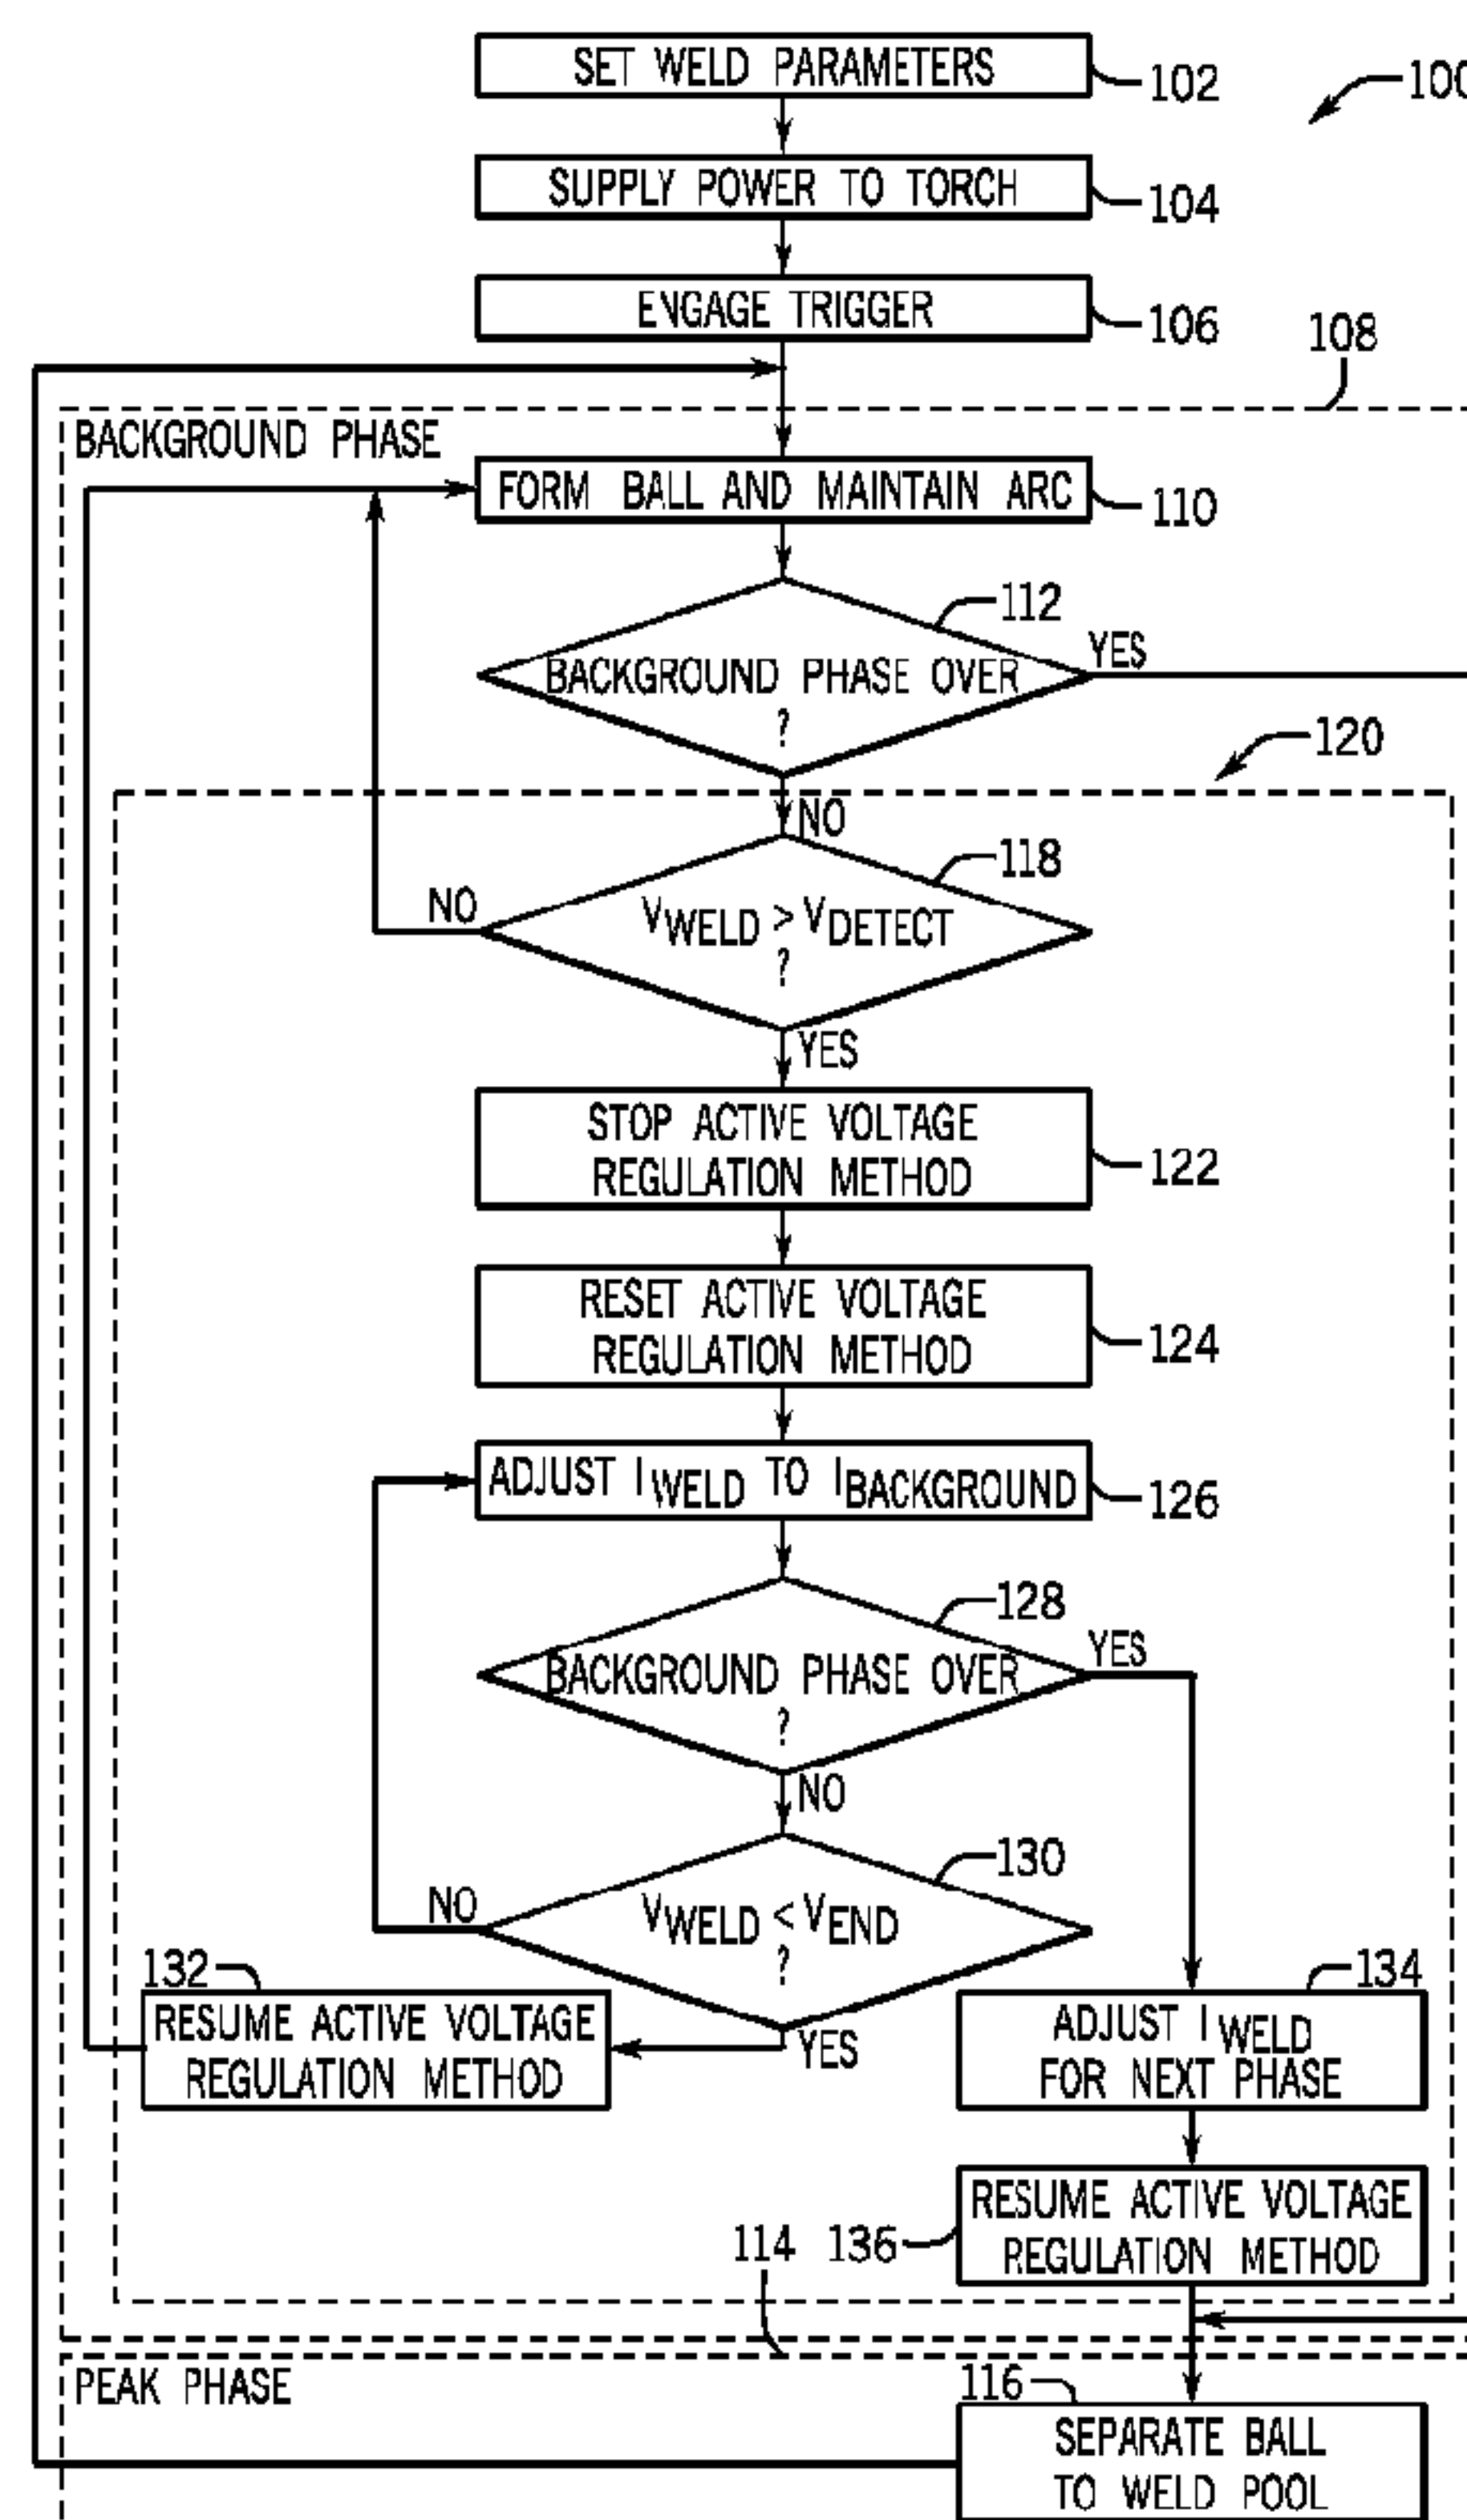 SET WELD PARAMETERS
102
100
SUPPLY POWER TO TORCH
104
ENGAGE TRIGGER
106
108
BACKGROUND PHASE
FORM BALL AND MAINTAIN ARC
110
112
YES
BACKGROUND PHASE OVER
?
120
NO
118
NO
VWELD > VDETECT
?
YES
STOP ACTIVE VOLTAGE
REGULATION METHOD
122
RESET ACTIVE VOLTAGE
REGULATION METHOD
124
ADJUST IWELD TO IBACKGROUND
126
128
YES
BACKGROUND PHASE OVER
?
NO
130
NO
VWELD < VEND
?
132
134
YES
RESUME ACTIVE VOLTAGE
REGULATION METHOD
ADJUST IWELD
FOR NEXT PHASE
RESUME ACTIVE VOLTAGE
REGULATION METHOD
114
136
PEAK PHASE
116
SEPARATE BALL
TO WELD POOL